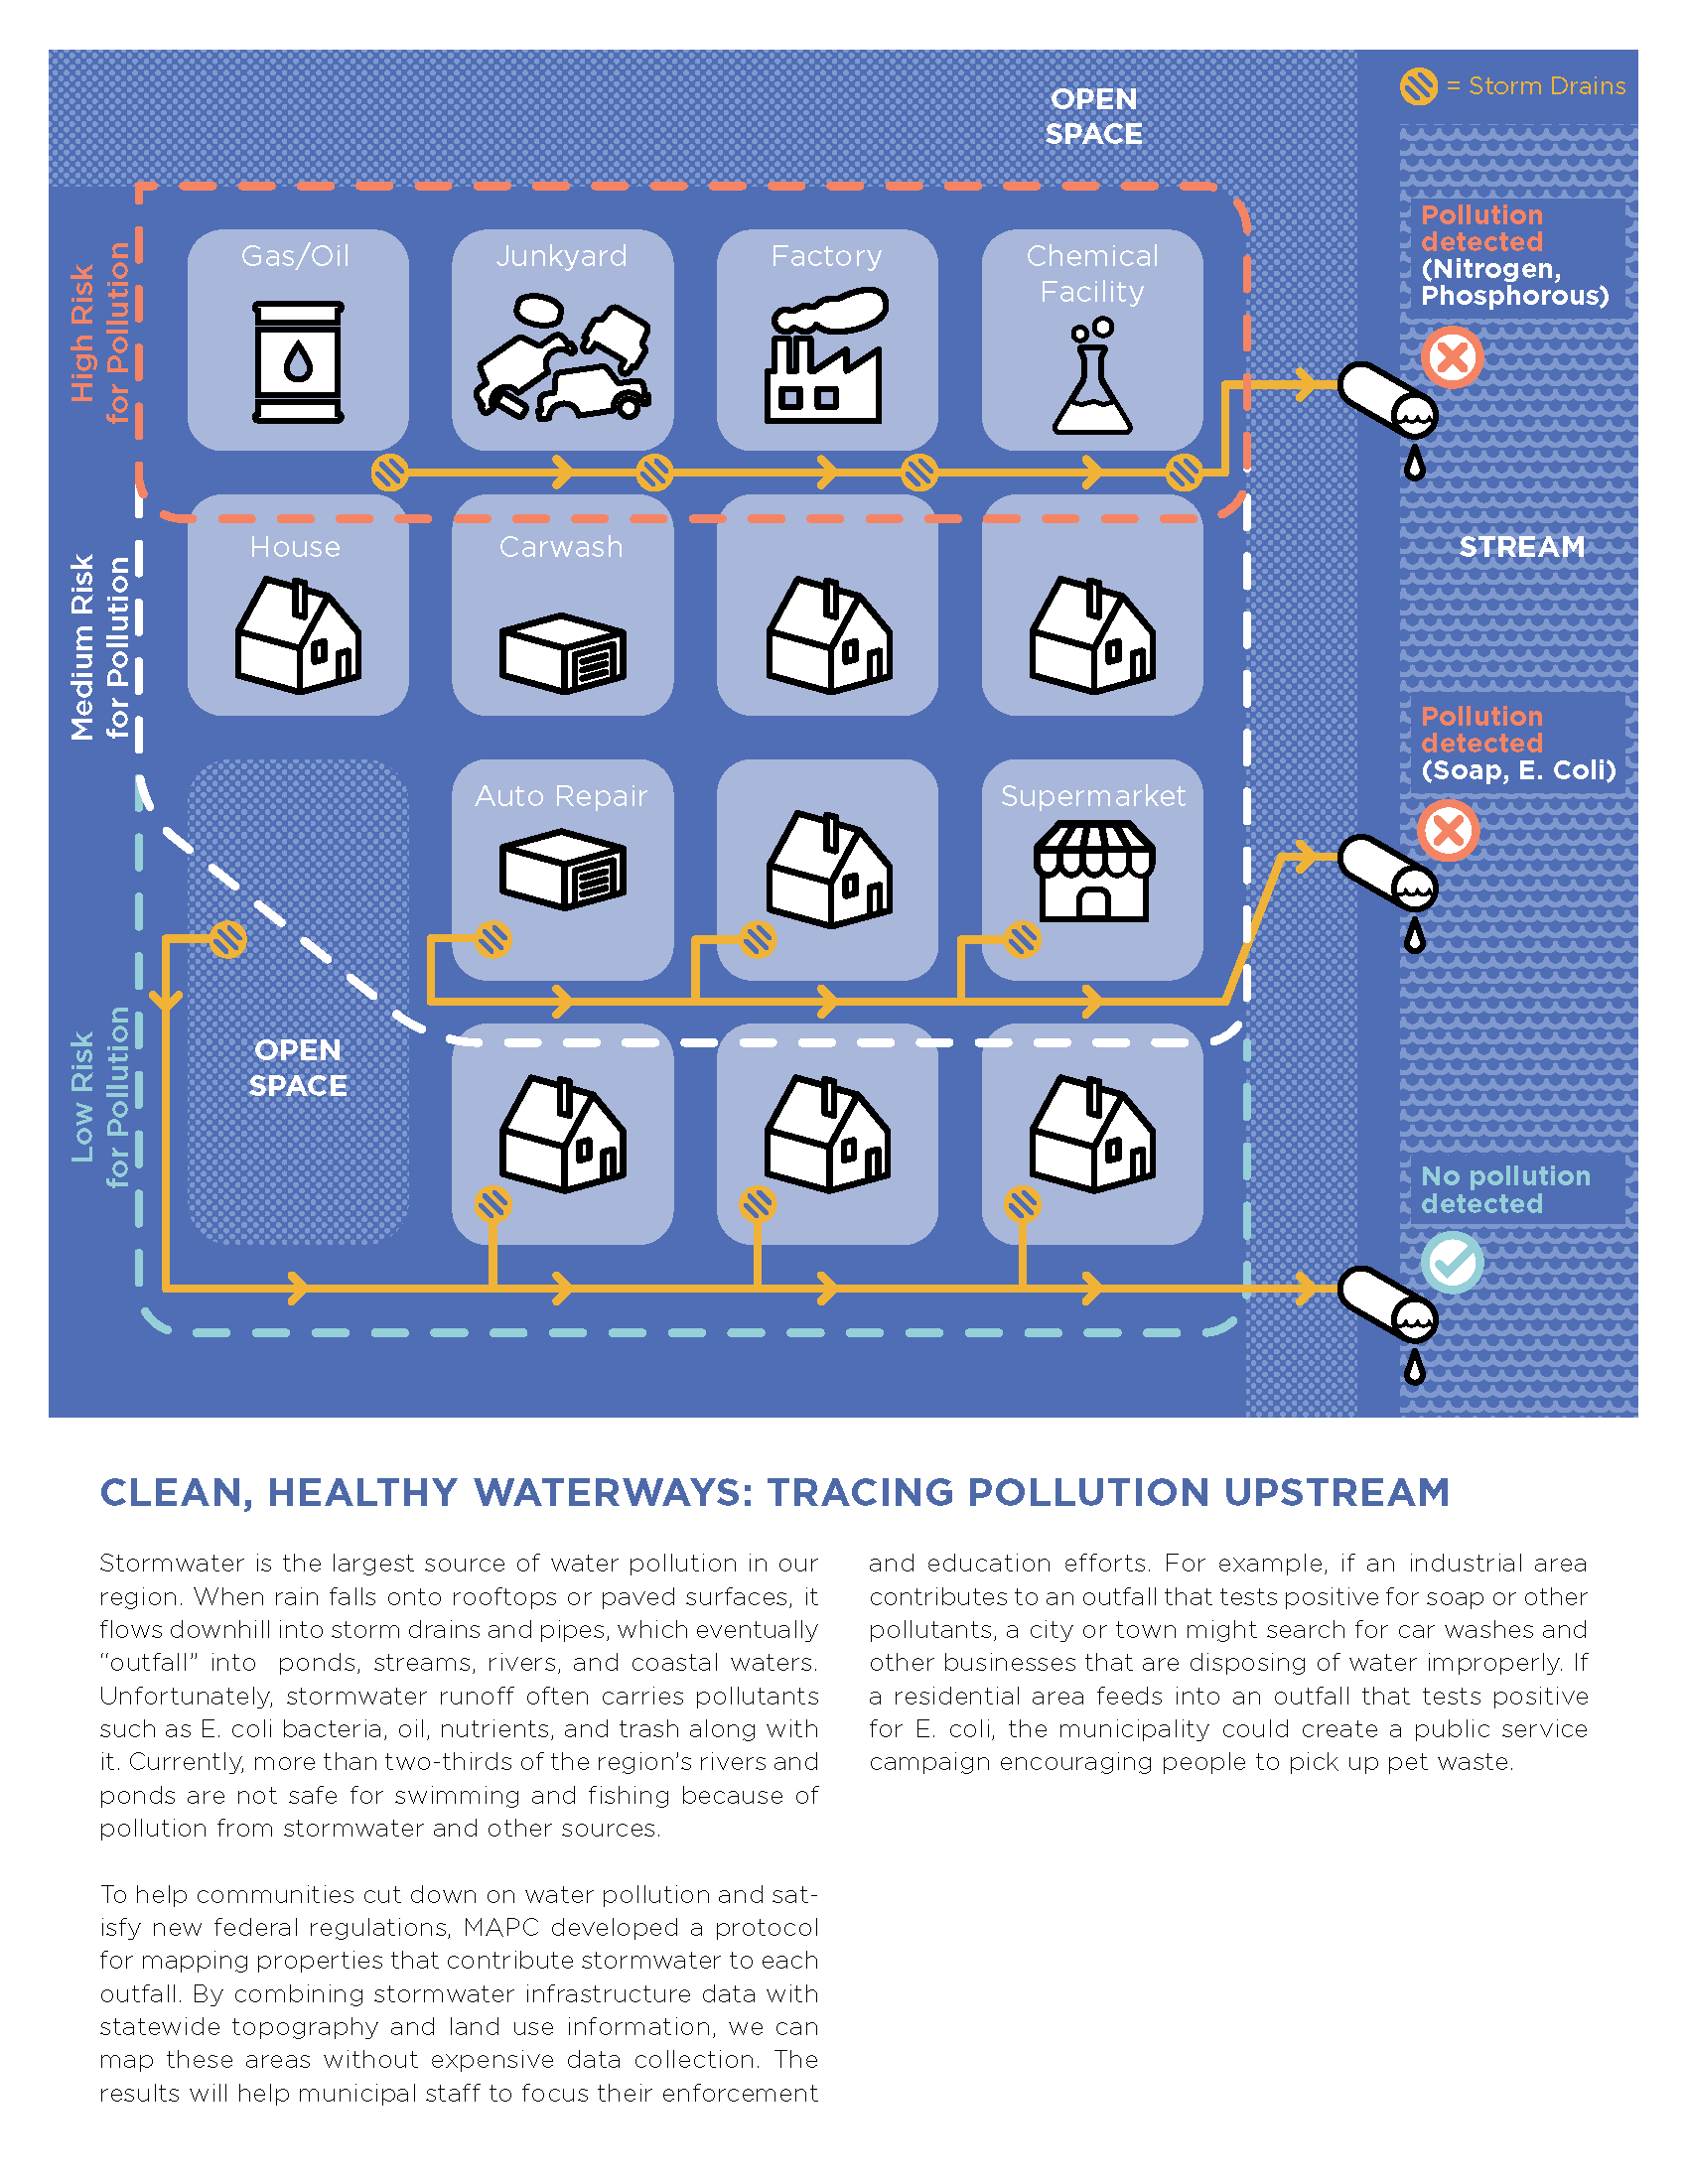 OPEN
SPACE
= Storm Drains
High Risk
for Pollution
Gas/Oil
Junkyard
Factory
Chemical
Facility
Pollution
detected
(Nitrogen,
Phosphorous)
Medium Risk
for Pollution
House
Carwash
STREAM
Auto Repair
Supermarket
Pollution
detected
(Soap, E. Coli)
Low Risk
for Pollution
OPEN
SPACE
No pollution
detected
CLEAN, HEALTHY WATERWAYS: TRACING POLLUTION UPSTREAM
Stormwater is the largest source of water pollution in our
region. When rain falls onto rooftops or paved surfaces, it
flows downhill into storm drains and pipes, which eventually
“outfall” into ponds, streams, rivers, and coastal waters.
Unfortunately, stormwater runoff often carries pollutants
such as E. coli bacteria, oil, nutrients, and trash along with
it. Currently, more than two-thirds of the region’s rivers and
ponds are not safe for swimming and fishing because of
pollution from stormwater and other sources.
To help communities cut down on water pollution and sat-
isfy new federal regulations, MAPC developed a protocol
for mapping properties that contribute stormwater to each
outfall. By combining stormwater infrastructure data with
statewide topography and land use information, we can
map these areas without expensive data collection. The
results will help municipal staff to focus their enforcement
and education efforts. For example, if an industrial area
contributes to an outfall that tests positive for soap or other
pollutants, a city or town might search for car washes and
other businesses that are disposing of water improperly. If
a residential area feeds into an outfall that tests positive
for E. coli, the municipality could create a public service
campaign encouraging people to pick up pet waste.